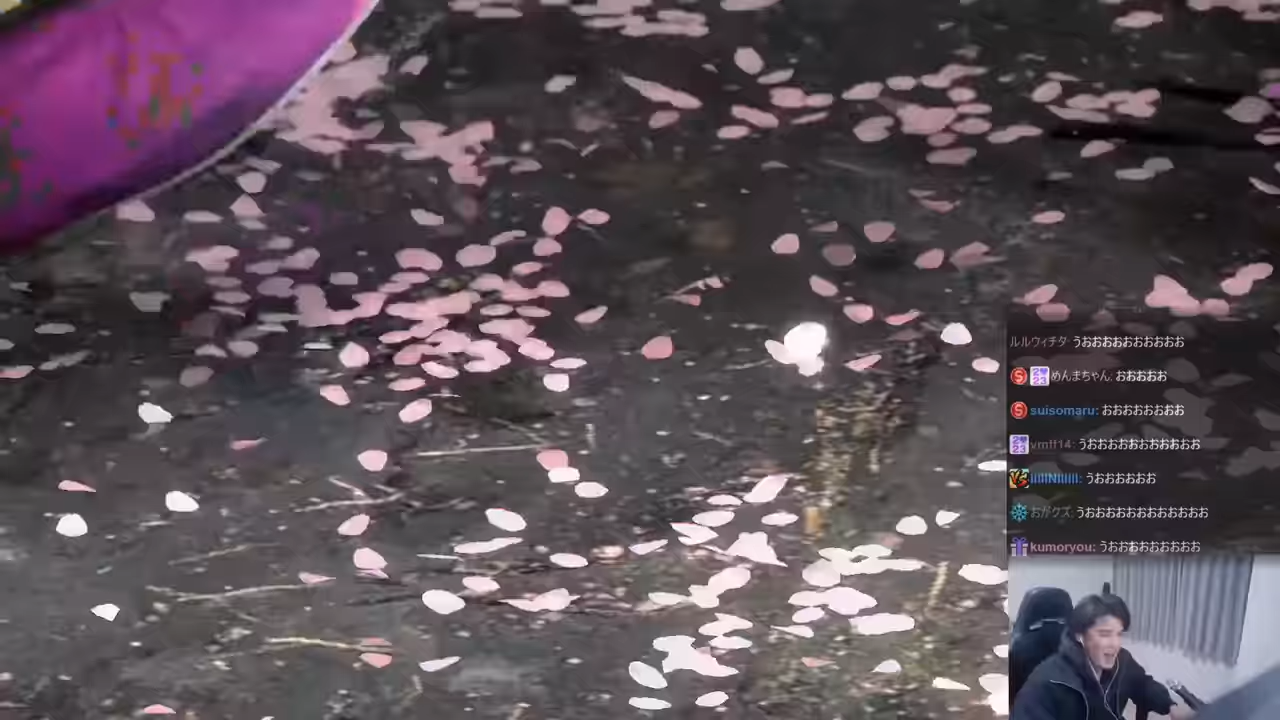 ルルウィチタ: うおおおおおおおおおお
めんまちゃん: おおおおお
suisomaru: おおおおおおおお
vmff14: うおおおおおおおおおおお
うおおおおおお
おがクズ: うおおおおおおおおおおおお
kumoryou: うおおおおおおおおお